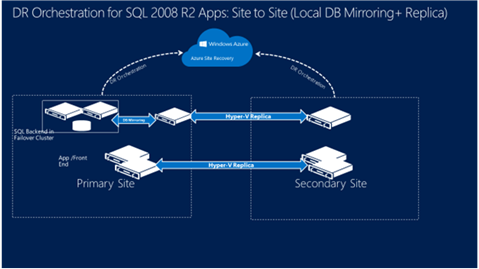 DR Orchestration for SQL 2008 R2 Apps: Site to Site (Local DB Mirroring+ Replica)
Windows Azure
Azure Site Recovery
DR Orchestration
DR Orchestration
SQL Backend in
Failover Cluster
DB Mirroring
Hyper-V Replica
App /Front
End
Hyper-V Replica
Primary Site
Secondary Site